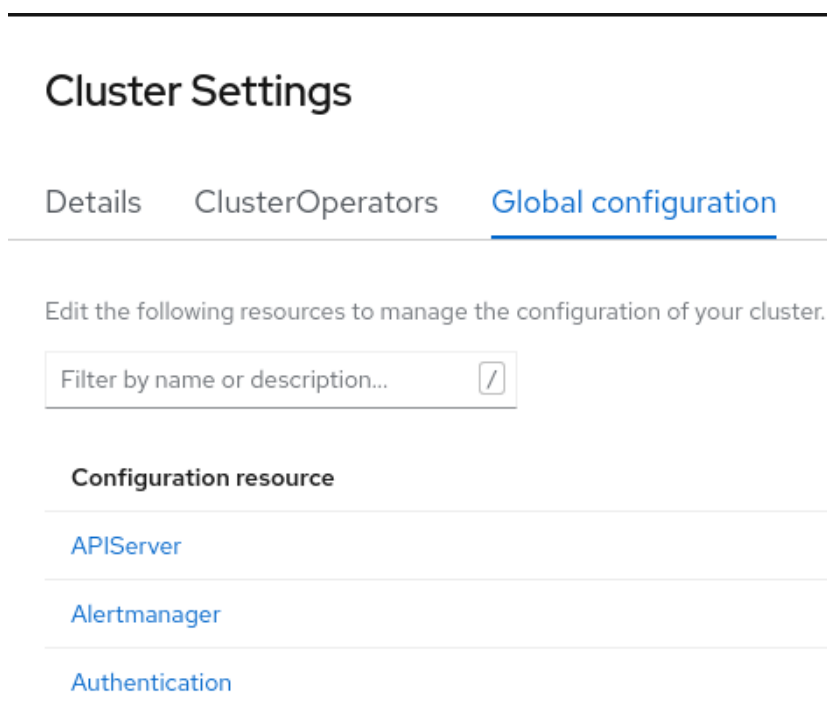 Cluster Settings
Details ClusterOperators Global configuration
Edit the following resources to manage the configuration of your cluster.
Filter by name or description... /
Configuration resource
APIServer
Alertmanager
Authentication